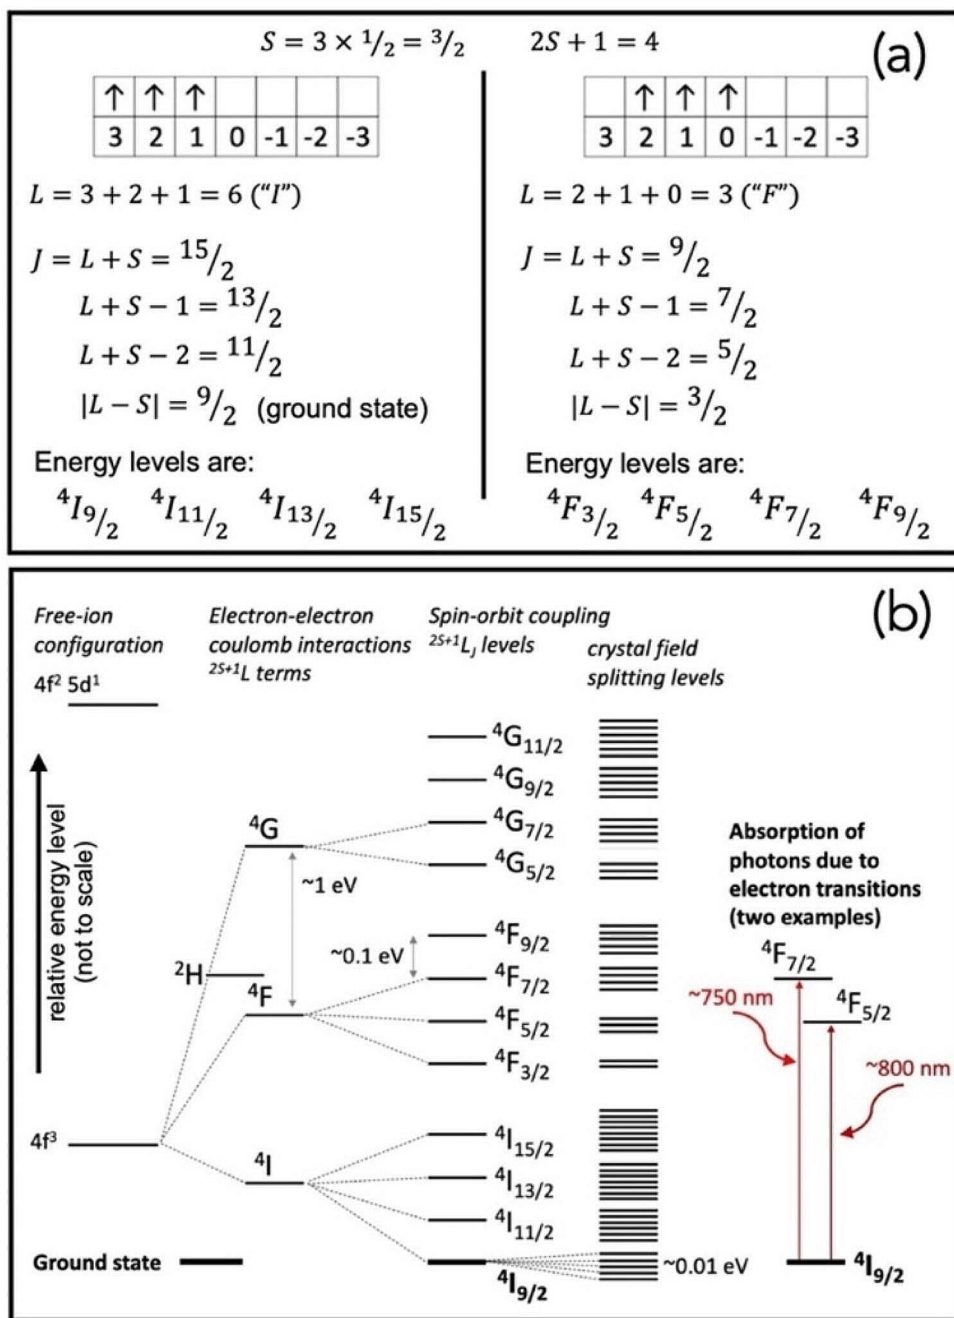 S = 3 × 1/2 = 3/2 2S + 1 = 4 (a)
↑ ↑ ↑
3 2 1 0 -1 -2 -3
L = 3 + 2 + 1 = 6 (“I”)
J = L + S = 15/2
L + S − 1 = 13/2
L + S − 2 = 11/2
|L − S| = 9/2 (ground state)
Energy levels are:
⁴I9/2 ⁴I11/2 ⁴I13/2 ⁴I15/2
↑ ↑ ↑
3 2 1 0 -1 -2 -3
L = 2 + 1 + 0 = 3 (“F”)
J = L + S = 9/2
L + S − 1 = 7/2
L + S − 2 = 5/2
|L − S| = 3/2
Energy levels are:
⁴F3/2 ⁴F5/2 ⁴F7/2 ⁴F9/2
(b)
Free-ion
configuration
4f² 5d¹
relative energy level
(not to scale)
4f³
Ground state
Electron-electron
coulomb interactions
²ˢ⁺¹L terms
⁴G
~1 eV
²H
⁴F
⁴I
Spin-orbit coupling
²ˢ⁺¹LJ levels
⁴G11/2
⁴G9/2
⁴G7/2
⁴G5/2
~0.1 eV
⁴F9/2
⁴F7/2
⁴F5/2
⁴F3/2
⁴I15/2
⁴I13/2
⁴I11/2
⁴I9/2
crystal field
splitting levels
~0.01 eV
Absorption of
photons due to
electron transitions
(two examples)
⁴F7/2
⁴F5/2
~750 nm
~800 nm
⁴I9/2